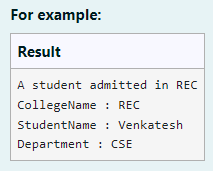 For example:
Result
A student admitted in REC
CollegeName : REC
StudentName : Venkatesh
Department : CSE